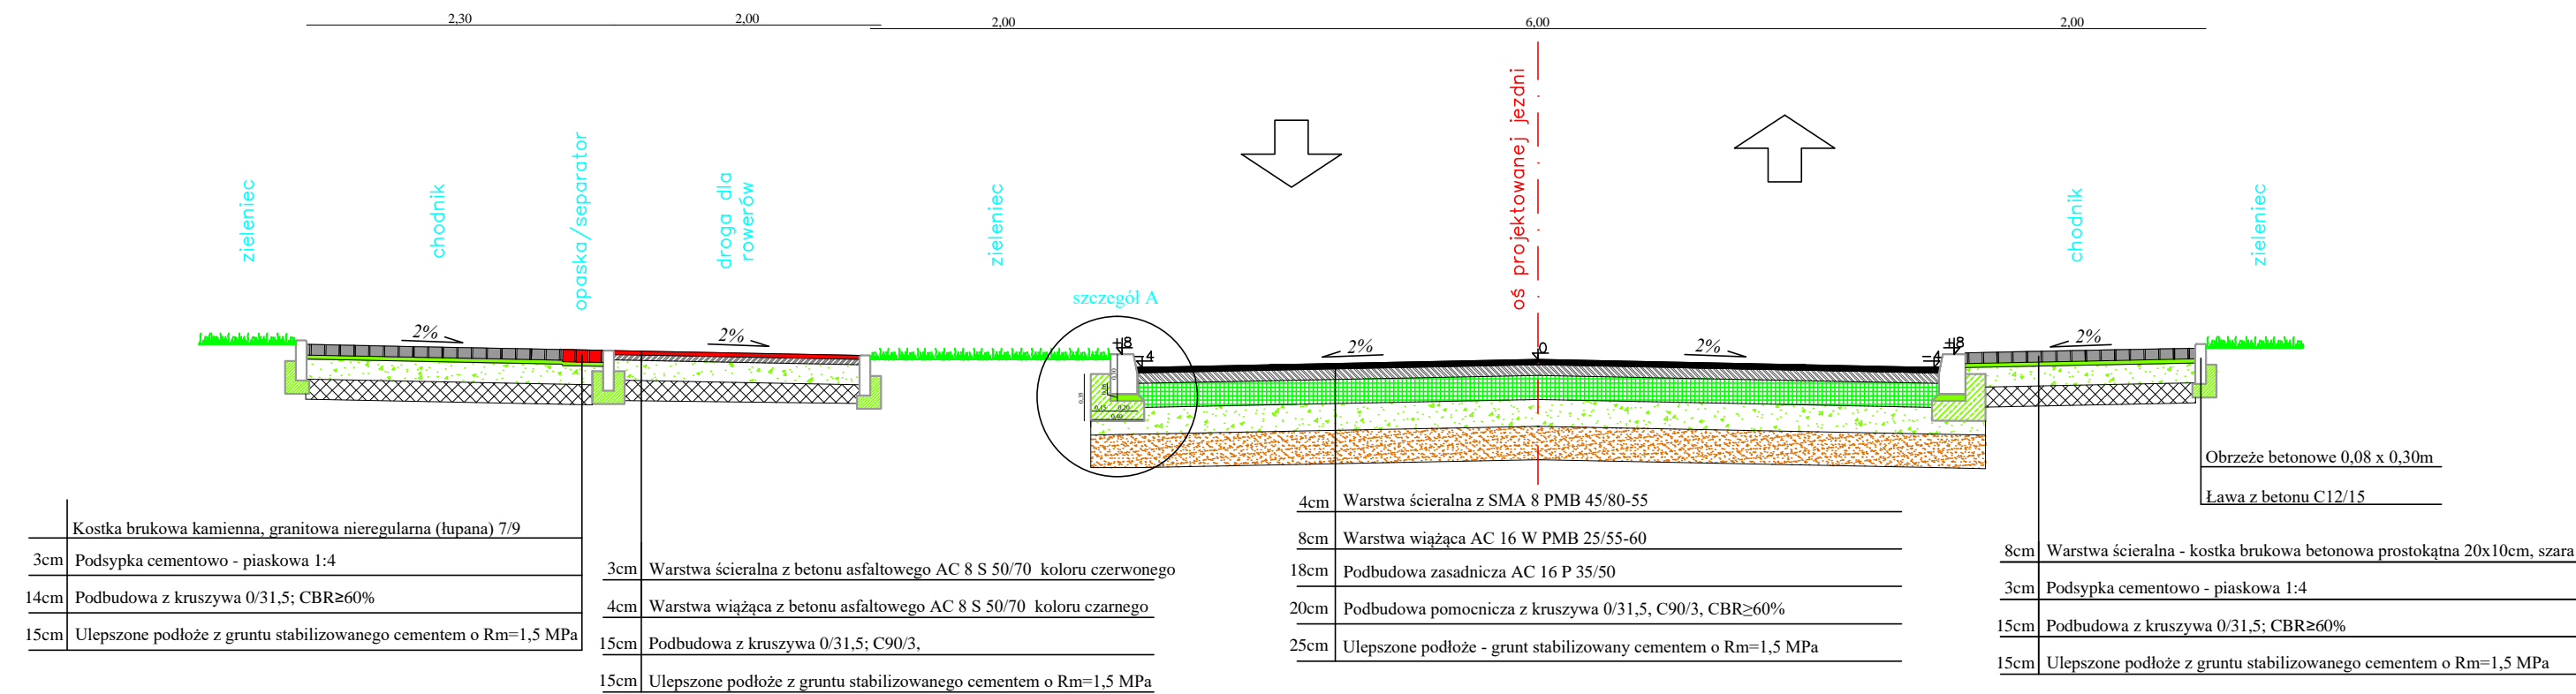 2,30
2,00
2,00
6,00
2,00
zieleniec
chodnik
opaska/separator
droga dla
rowerów
zieleniec
oś projektowanej jezdni
chodnik
zieleniec
szczegół A
2%
2%
+8
-4
2%
0
2%
-4
+8
2%
Obrzeże betonowe 0,08 x 0,30m
Ława z betonu C12/15
Kostka brukowa kamienna, granitowa nieregularna (łupana) 7/9
3cm Podsypka cementowo - piaskowa 1:4
14cm Podbudowa z kruszywa 0/31,5; CBR≥60%
15cm Ulepszone podłoże z gruntu stabilizowanego cementem o Rm=1,5 MPa
3cm Warstwa ścieralna z betonu asfaltowego AC 8 S 50/70 koloru czerwonego
4cm Warstwa wiążąca z betonu asfaltowego AC 8 S 50/70 koloru czarnego
15cm Podbudowa z kruszywa 0/31,5; C90/3,
15cm Ulepszone podłoże z gruntu stabilizowanego cementem o Rm=1,5 MPa
4cm Warstwa ścieralna z SMA 8 PMB 45/80-55
8cm Warstwa wiążąca AC 16 W PMB 25/55-60
18cm Podbudowa zasadnicza AC 16 P 35/50
20cm Podbudowa pomocnicza z kruszywa 0/31,5, C90/3, CBR≥60%
25cm Ulepszone podłoże - grunt stabilizowany cementem o Rm=1,5 MPa
8cm Warstwa ścieralna - kostka brukowa betonowa prostokątna 20x10cm, szara
3cm Podsypka cementowo - piaskowa 1:4
15cm Podbudowa z kruszywa 0/31,5; CBR≥60%
15cm Ulepszone podłoże z gruntu stabilizowanego cementem o Rm=1,5 MPa